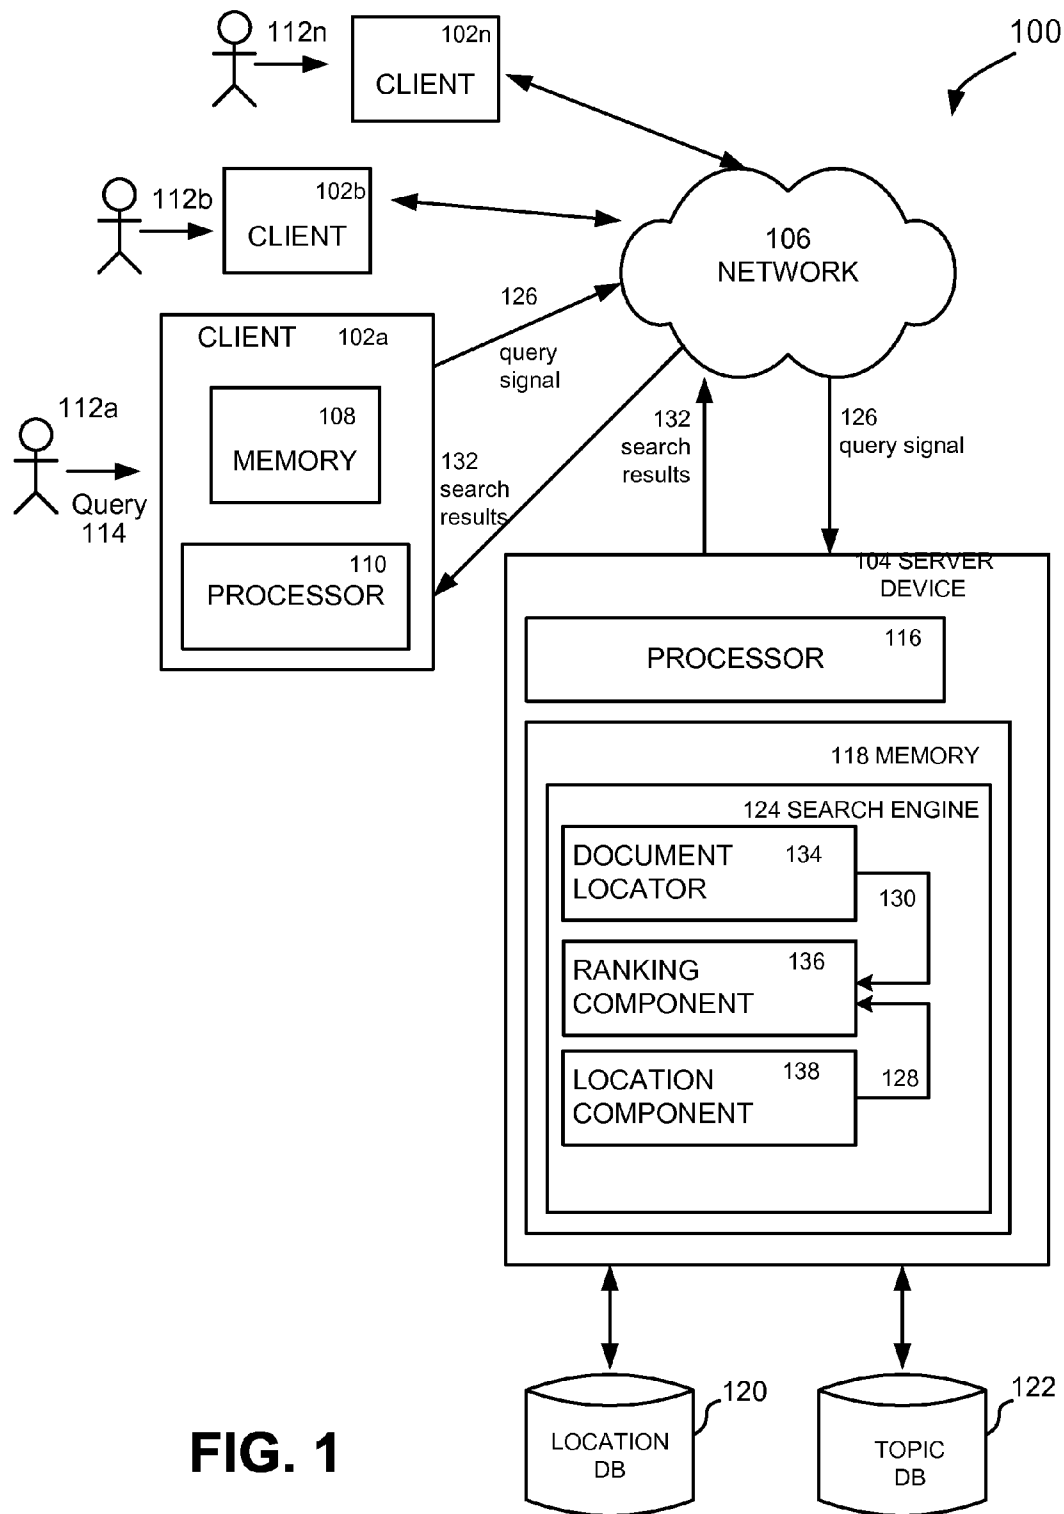 112n
102n
CLIENT
100
112b
102b
CLIENT
106
NETWORK
126
query
signal
CLIENT 102a
108
MEMORY
112a
Query
114
132
search
results
110
PROCESSOR
132
search
results
126
query signal
104 SERVER
DEVICE
116
PROCESSOR
118 MEMORY
124 SEARCH ENGINE
DOCUMENT 134
LOCATOR
130
RANKING 136
COMPONENT
LOCATION 138
COMPONENT
128
120
LOCATION
DB
122
TOPIC
DB
FIG. 1